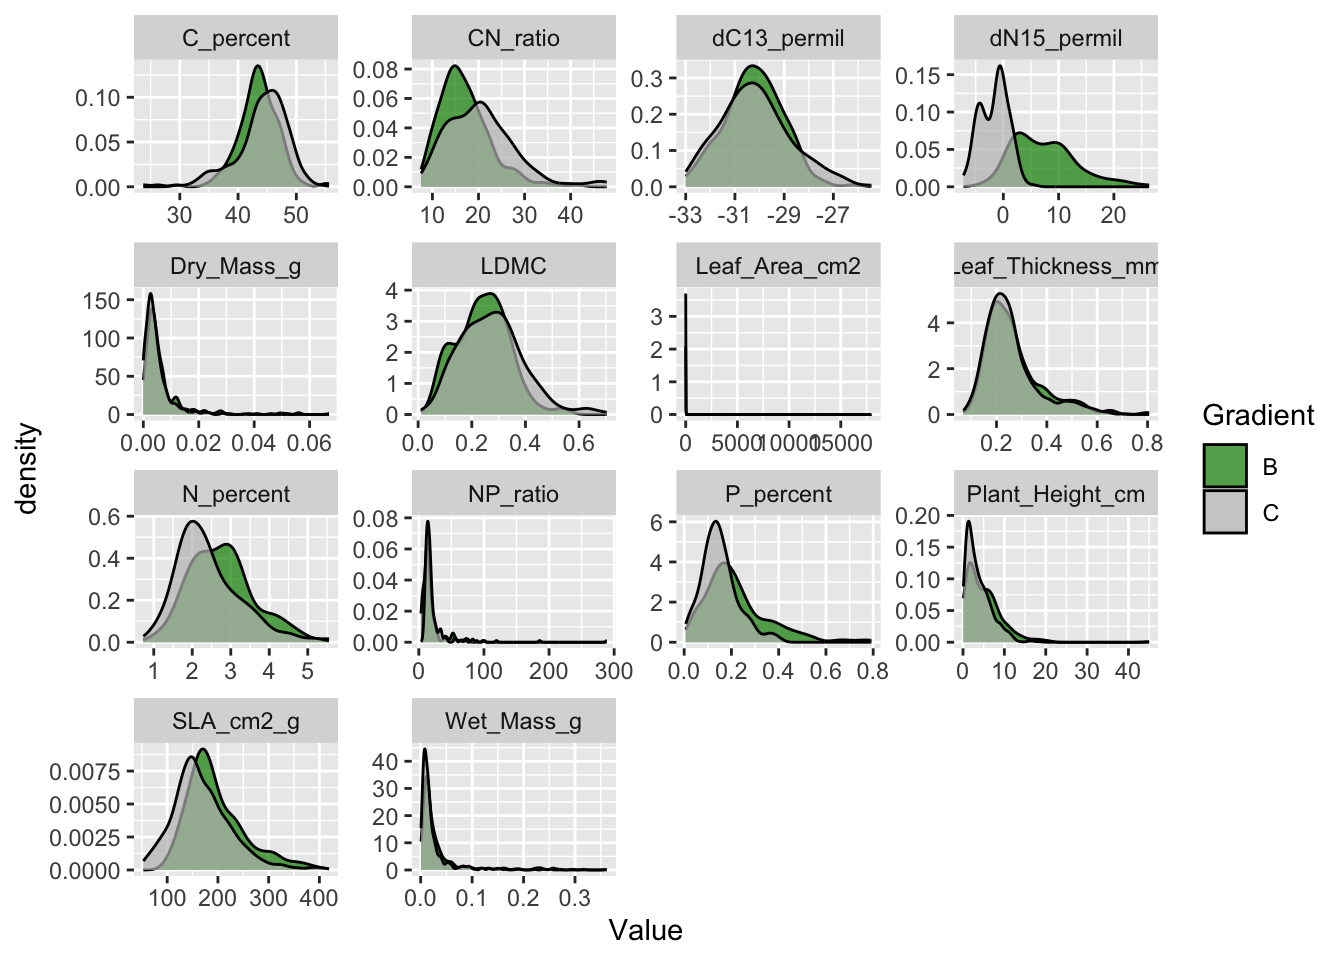 C_percent
CN_ratio
dC13_permil
dN15_permil
0.10
0.05
0.00
30 40 50
0.08
0.06
0.04
0.02
0.00
10 20 30 40
0.3
0.2
0.1
0.0
-33 -31 -29 -27
0.15
0.10
0.05
0.00
0 10 20
Dry_Mass_g
LDMC
Leaf_Area_cm2
Leaf_Thickness_mm
150
100
50
0
0.00 0.02 0.04 0.06
4
3
2
1
0
0.0 0.2 0.4 0.6
3
2
1
0
0 5000 10000 15000
4
2
0
0.2 0.4 0.6 0.8
N_percent
NP_ratio
P_percent
Plant_Height_cm
0.6
0.4
0.2
0.0
1 2 3 4 5
0.08
0.06
0.04
0.02
0.00
0 100 200 300
6
4
2
0
0.0 0.2 0.4 0.6 0.8
0.20
0.15
0.10
0.05
0.00
0 10 20 30 40
SLA_cm2_g
Wet_Mass_g
0.0075
0.0050
0.0025
0.0000
100 200 300 400
40
30
20
10
0
0.0 0.1 0.2 0.3
Value
density
Gradient
B
C